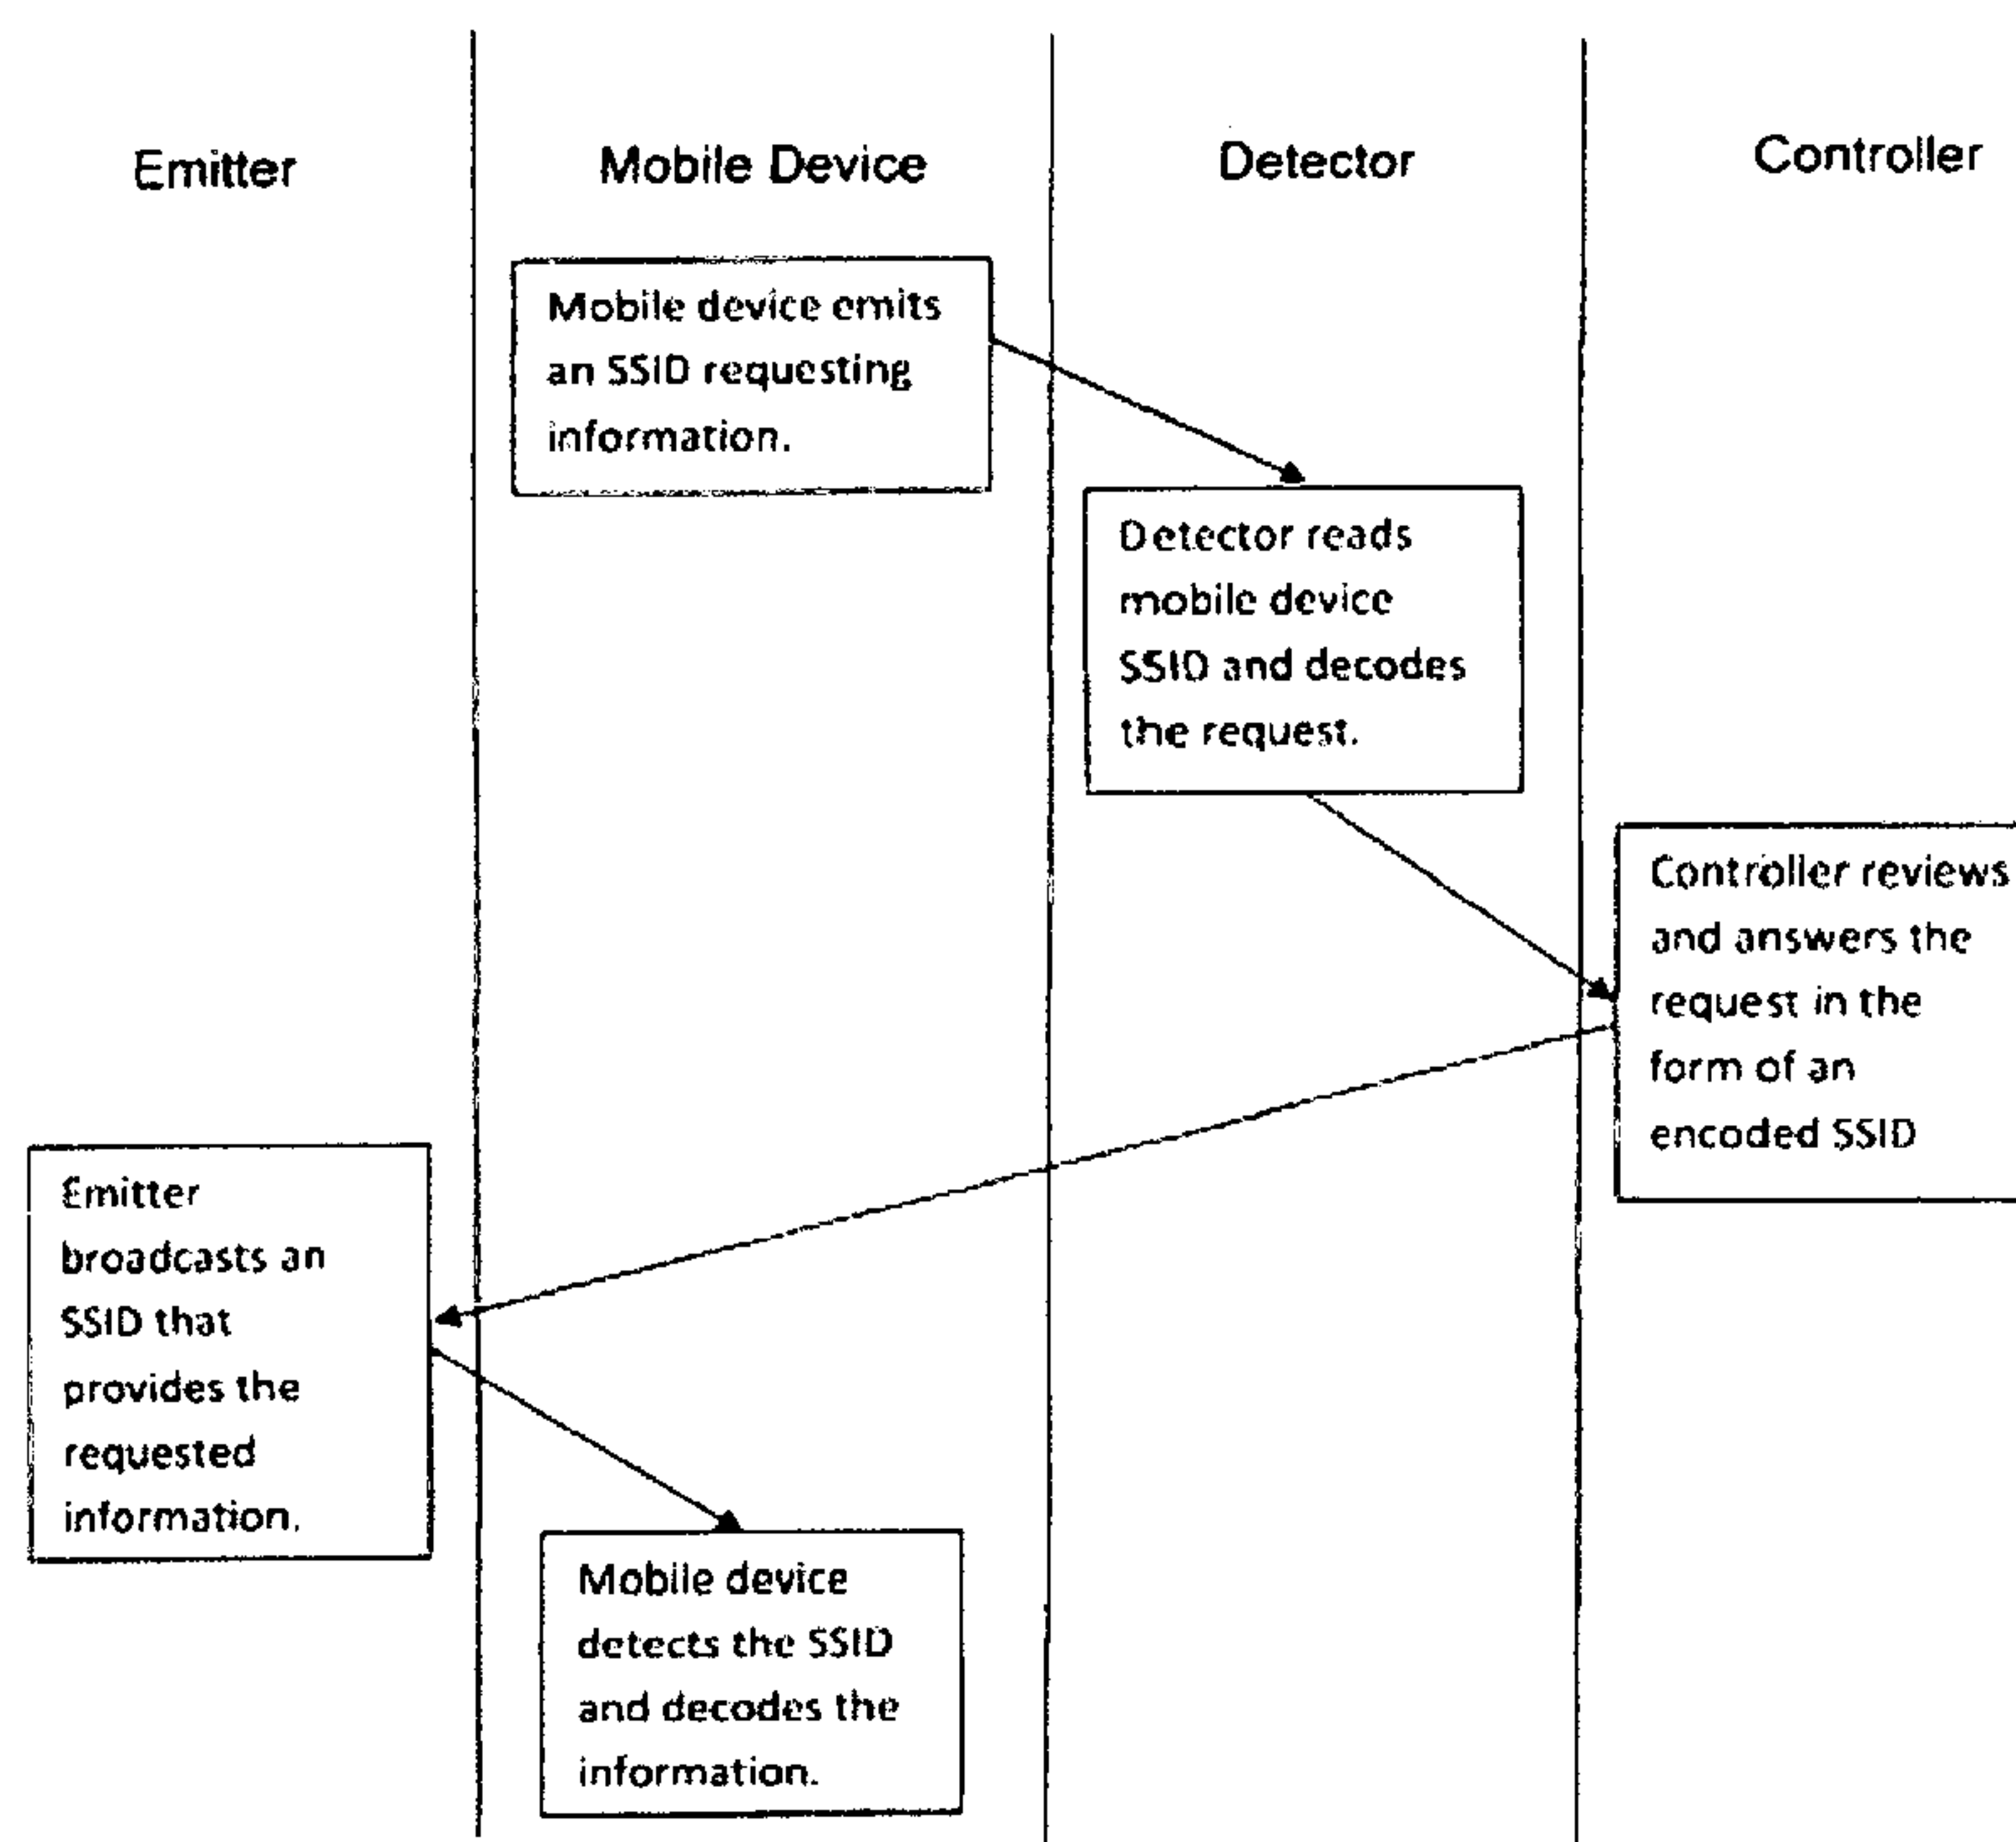 Emitter
Mobile Device
Detector
Controller
Mobile device emits
an SSID requesting
information.
Detector reads
mobile device
SSID and decodes
the request.
Controller reviews
and answers the
request in the
form of an
encoded SSID
Emitter
broadcasts an
SSID that
provides the
requested
information.
Mobile device
detects the SSID
and decodes the
information.